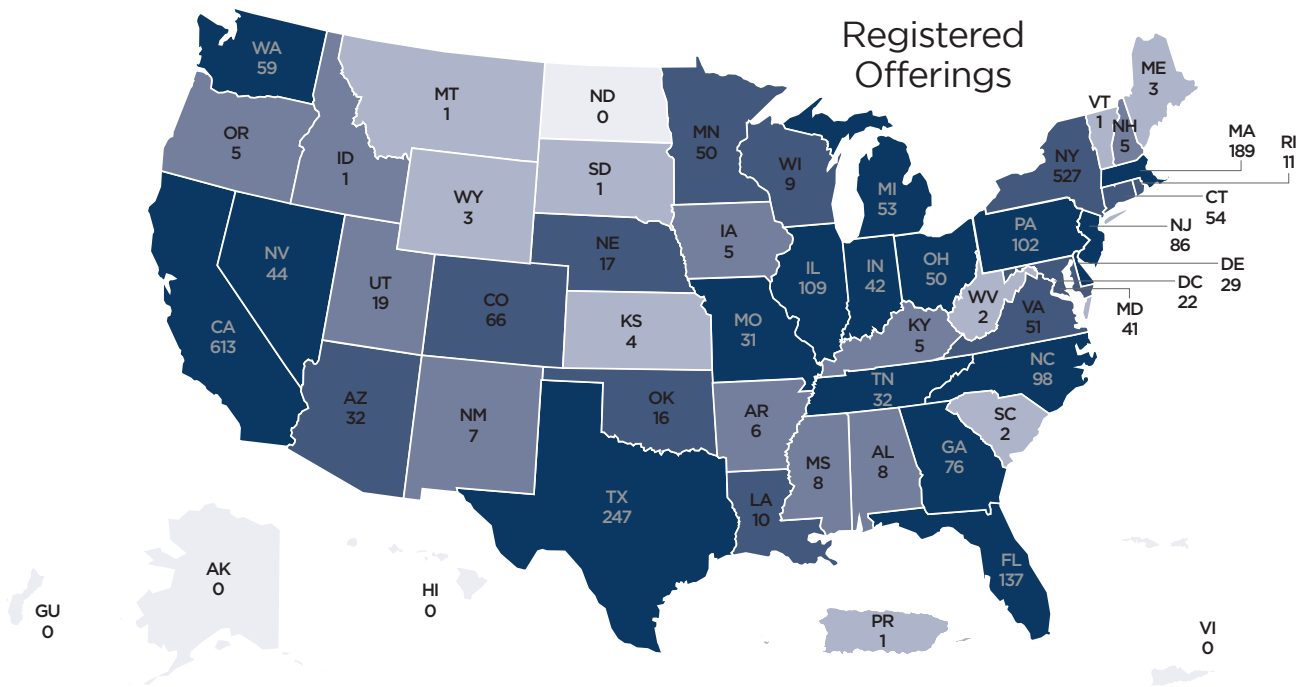 Registered
Offerings
WA
59
MT
1
ND
0
ME
3
VT
1
NH
5
MA
189
RI
11
OR
5
ID
1
MN
50
WI
9
MI
53
NY
527
SD
1
WY
3
CT
54
NJ
86
PA
102
IA
5
NE
17
NV
44
UT
19
CO
66
IL
109
IN
42
OH
50
DE
29
DC
22
MD
41
WV
2
VA
51
CA
613
KS
4
MO
31
KY
5
NC
98
TN
32
AZ
32
NM
7
OK
16
AR
6
SC
2
MS
8
AL
8
GA
76
TX
247
LA
10
FL
137
AK
0
HI
0
GU
0
PR
1
VI
0